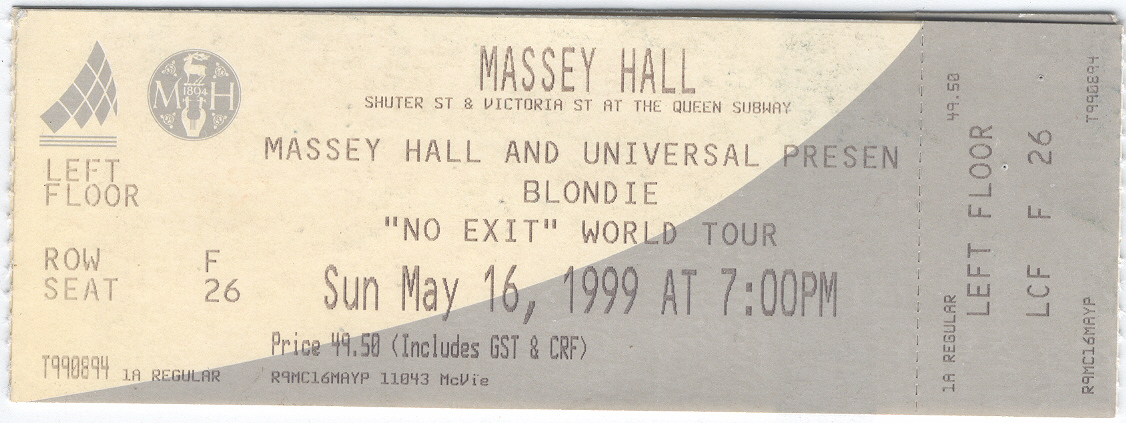 MASSEY HALL
SHUTER ST & VICTORIA ST AT THE QUEEN SUBWAY
M H
1894
MASSEY HALL AND UNIVERSAL PRESEN
BLONDIE
"NO EXIT" WORLD TOUR
LEFT
FLOOR
ROW F
SEAT 26
Sun May 16, 1999 AT 7:00PM
Price 49.50 (Includes GST & CRF)
T990894 1A REGULAR R9MC16MAYP 11043 McVie
1A REGULAR 49.50
LEFT FLOOR
LCF F 26
R9MC16MAYP T990894